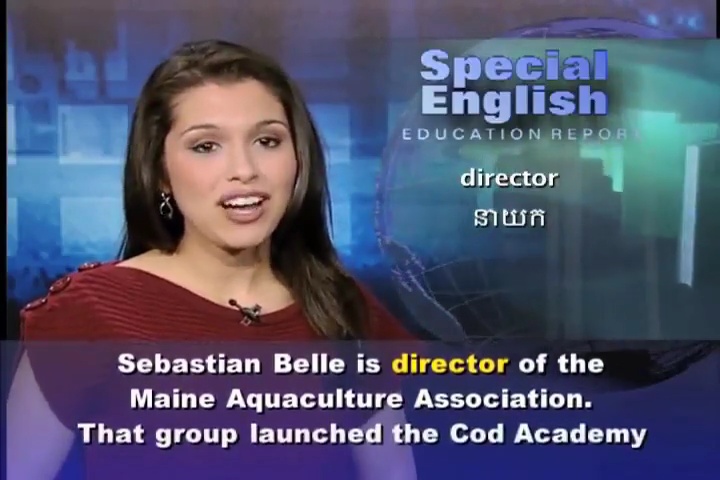 Special
English
EDUCATION REPORT
director
នាយក
Sebastian Belle is director of the
Maine Aquaculture Association.
That group launched the Cod Academy